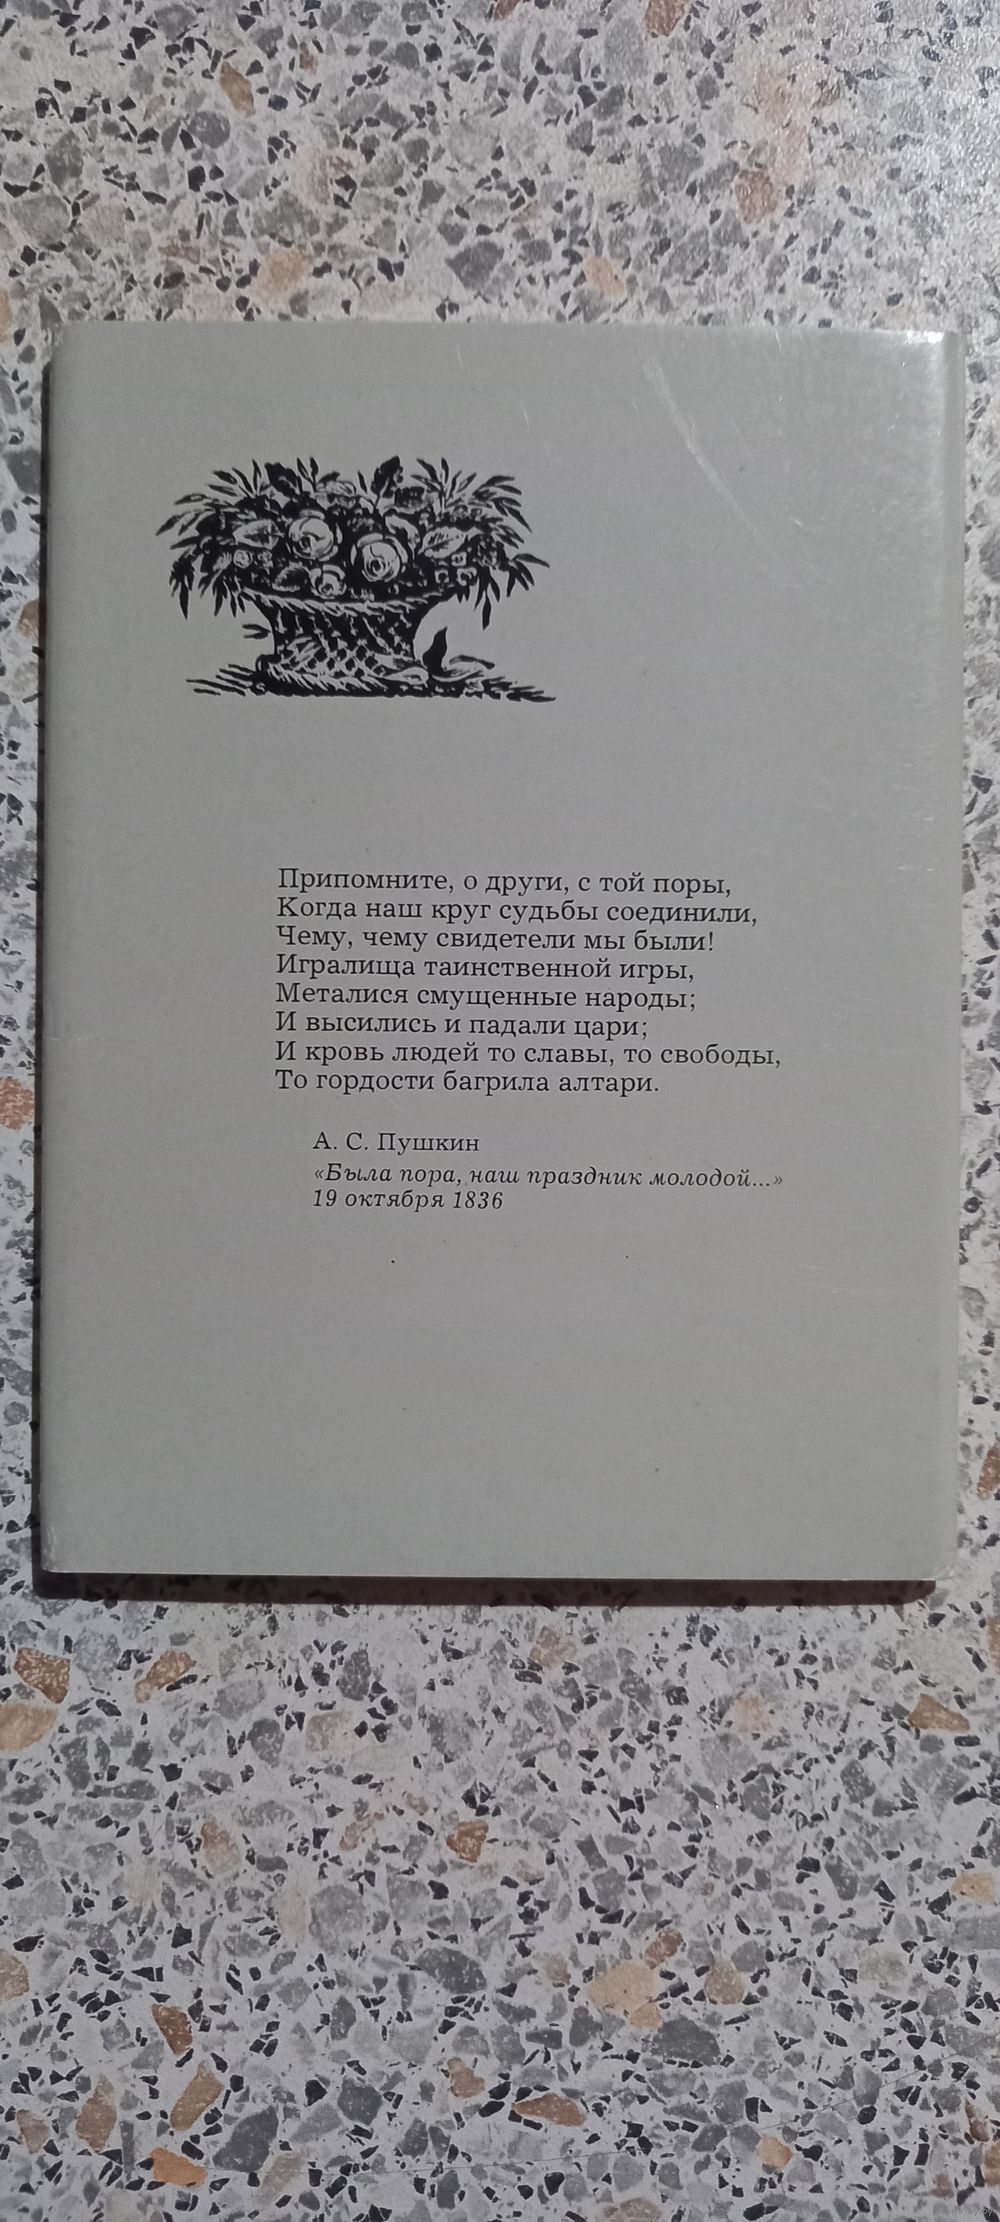 Припомните, о други, с той поры,
Когда наш круг судьбы соединили,
Чему, чему свидетели мы были!
Игралища таинственной игры,
Металися смущенные народы;
И высились и падали цари;
И кровь людей то славы, то свободы,
То гордости багрила алтари.
А. С. Пушкин
«Была пора, наш праздник молодой...»
19 октября 1836